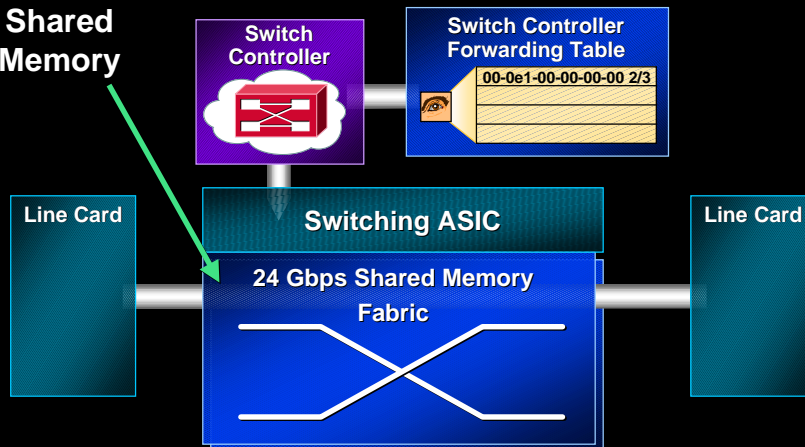 Shared
Memory
Switch
Controller
Switch Controller
Forwarding Table
00-0e1-00-00-00-00 2/3
Line Card
Switching ASIC
Line Card
24 Gbps Shared Memory
Fabric